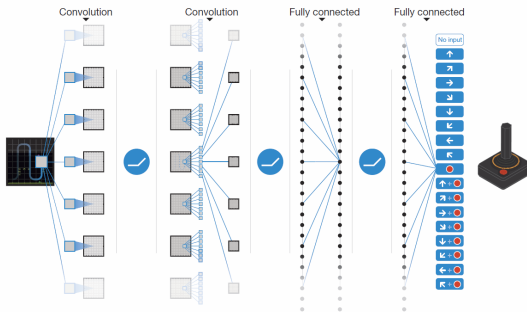 Convolution
Convolution
Fully connected
Fully connected
No input
+
+
+
+
+
+
+
+